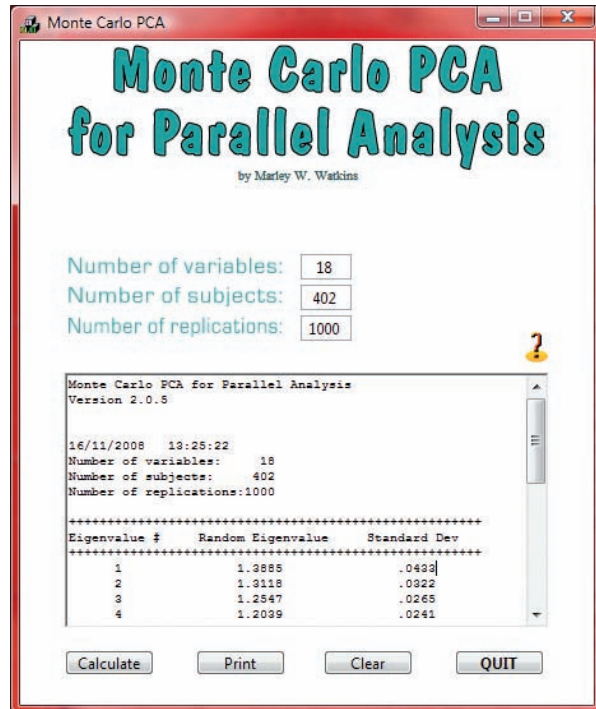 Monte Carlo PCA
Monte Carlo PCA
for Parallel Analysis
by Marley W. Watkins
Number of variables: 18
Number of subjects: 402
Number of replications: 1000
?
Monte Carlo PCA for Parallel Analysis
Version 2.0.5
16/11/2008 13:25:22
Number of variables: 18
Number of subjects: 402
Number of replications:1000
++++++++++++++++++++++++++++++++++++++++++++++++++++++++
Eigenvalue # Random Eigenvalue Standard Dev
++++++++++++++++++++++++++++++++++++++++++++++++++++++++
1 1.3885 .0433
2 1.3118 .0322
3 1.2547 .0265
4 1.2039 .0241
Calculate Print Clear QUIT